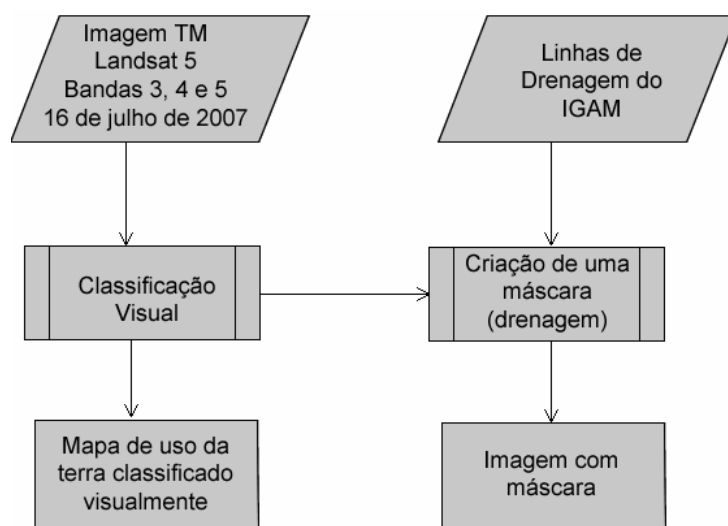 Imagem TM
Landsat 5
Bandas 3, 4 e 5
16 de julho de 2007
Linhas de
Drenagem do
IGAM
Classificação
Visual
Criação de uma
máscara
(drenagem)
Mapa de uso da
terra classificado
visualmente
Imagem com
máscara